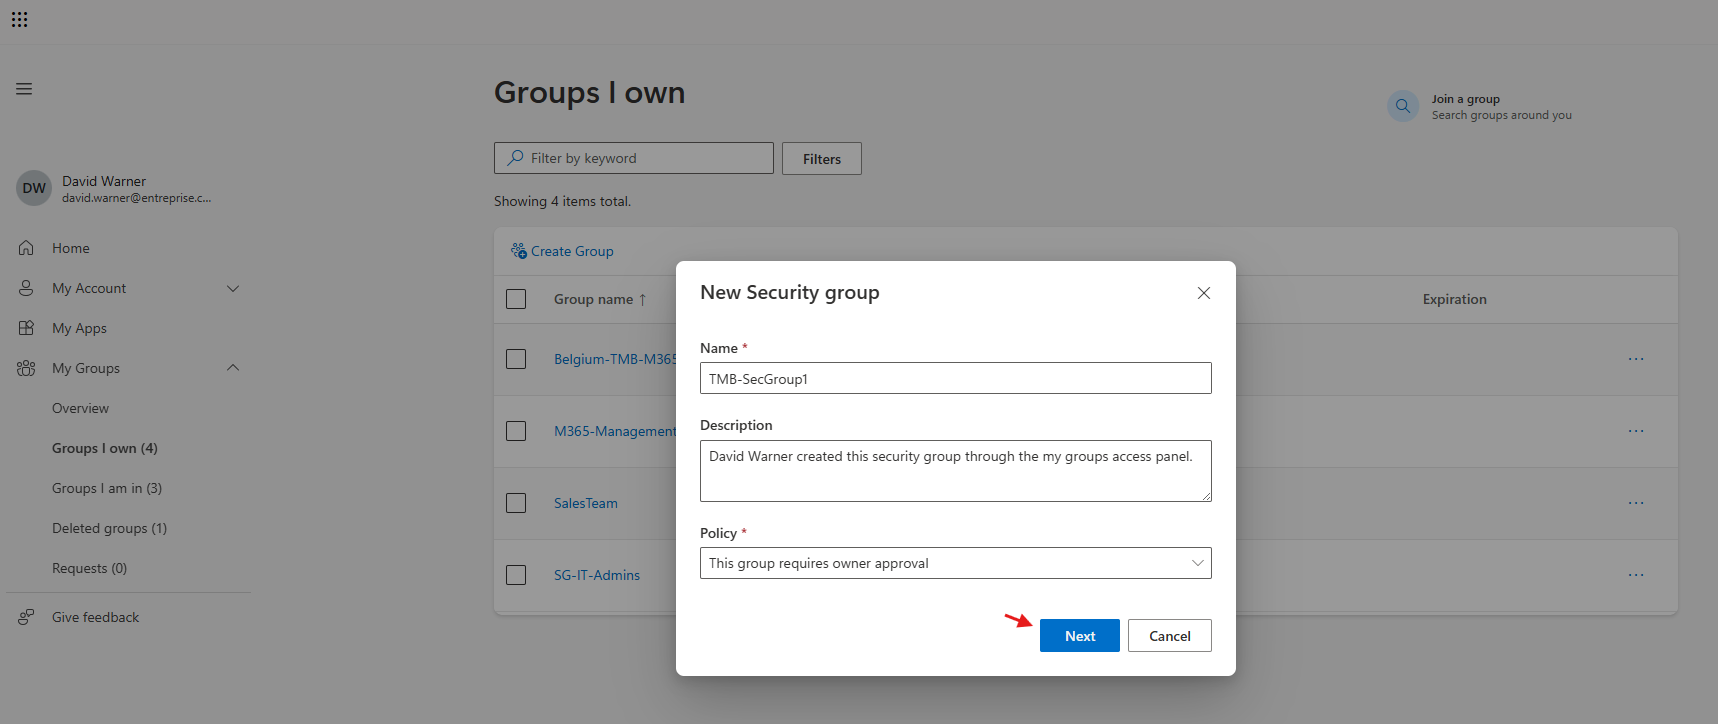 Groups I own
Join a group
Search groups around you
Filter by keyword
Filters
DW
David Warner
david.warner@entreprise.c...
Showing 4 items total.
Home
My Account
My Apps
My Groups
Overview
Groups I own (4)
Groups I am in (3)
Deleted groups (1)
Requests (0)
Give feedback
Create Group
Group name ↑
Expiration
Belgium-TMB-M365
M365-Management
SalesTeam
SG-IT-Admins
New Security group
Name *
TMB-SecGroup1
Description
David Warner created this security group through the my groups access panel.
Policy *
This group requires owner approval
Next
Cancel